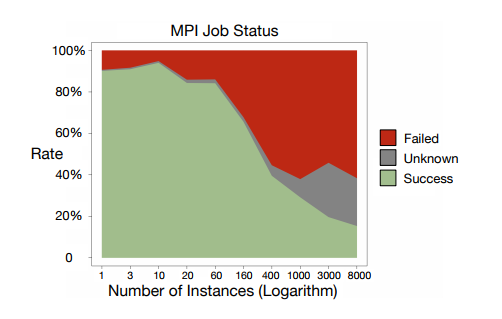 MPI Job Status
100%
80%
60%
Rate
40%
20%
0
1 3 10 20 60 160 400 1000 3000 8000
Number of Instances (Logarithm)
Failed
Unknown
Success